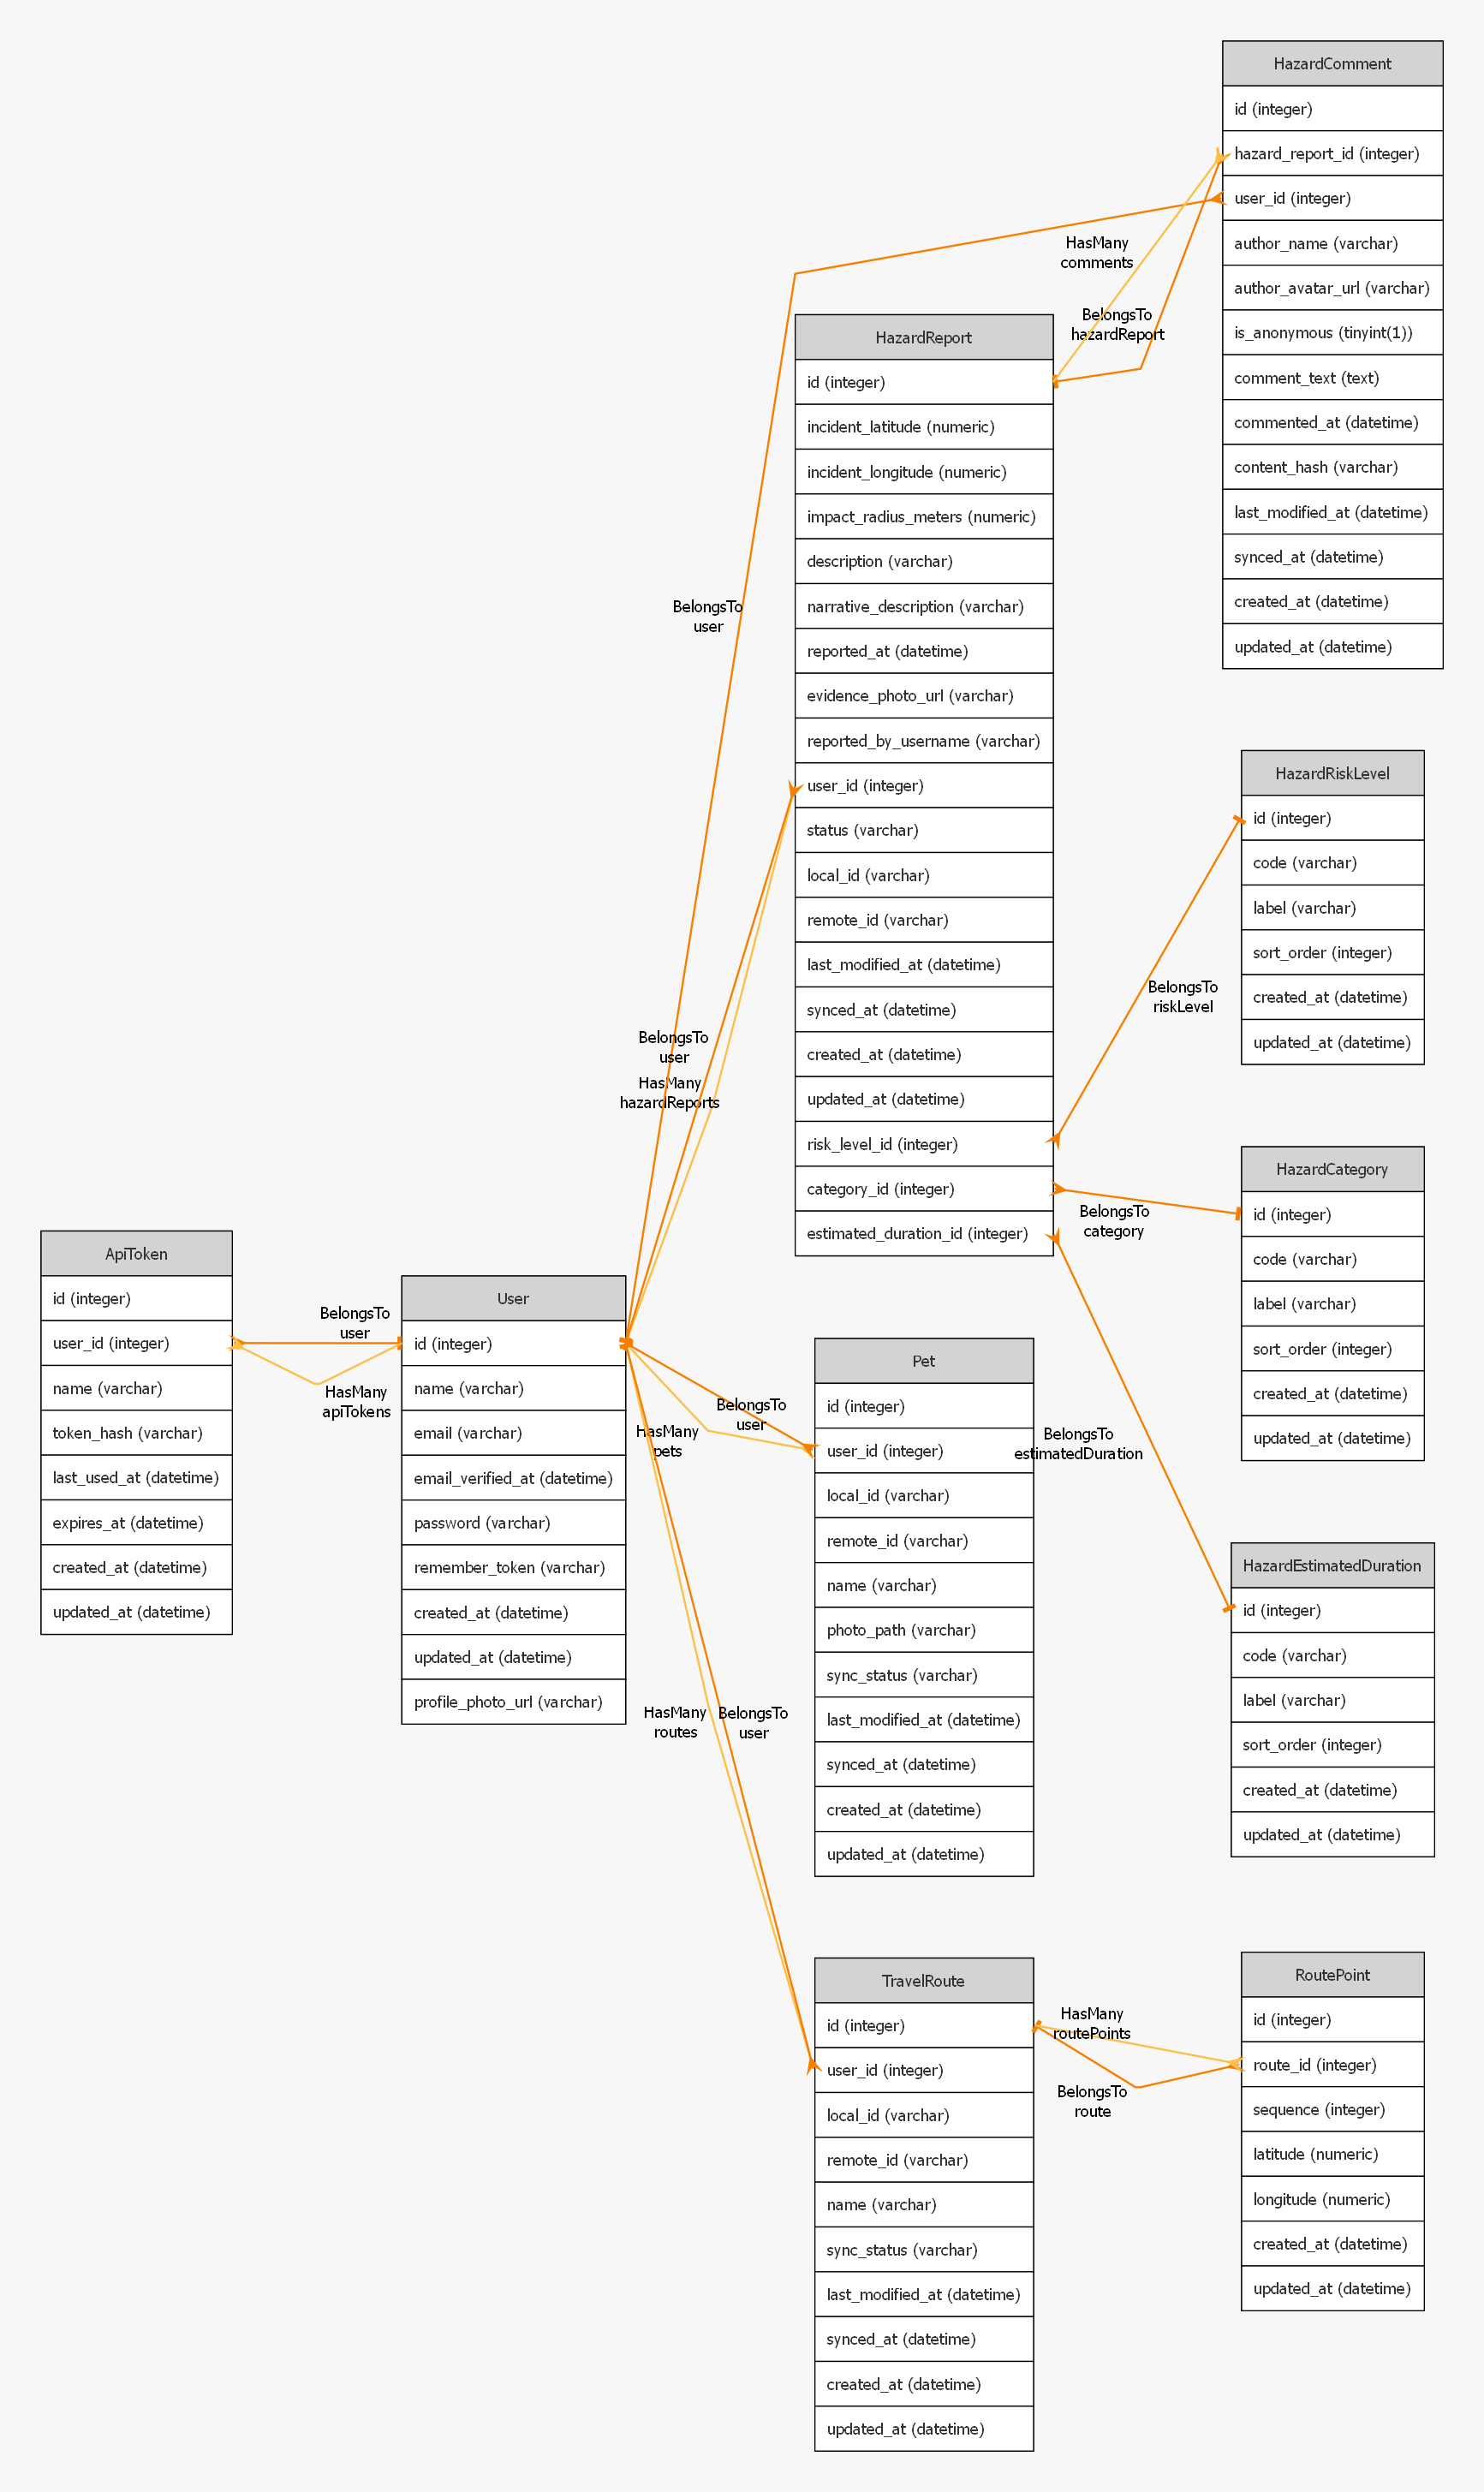 HazardComment
id (integer)
hazard_report_id (integer)
user_id (integer)
author_name (varchar)
author_avatar_url (varchar)
is_anonymous (tinyint(1))
comment_text (text)
commented_at (datetime)
content_hash (varchar)
last_modified_at (datetime)
synced_at (datetime)
created_at (datetime)
updated_at (datetime)
HasMany
comments
BelongsTo
hazardReport
HazardReport
id (integer)
incident_latitude (numeric)
incident_longitude (numeric)
impact_radius_meters (numeric)
description (varchar)
narrative_description (varchar)
reported_at (datetime)
evidence_photo_url (varchar)
reported_by_username (varchar)
user_id (integer)
status (varchar)
local_id (varchar)
remote_id (varchar)
last_modified_at (datetime)
synced_at (datetime)
created_at (datetime)
updated_at (datetime)
risk_level_id (integer)
category_id (integer)
estimated_duration_id (integer)
BelongsTo
user
BelongsTo
user
HasMany
hazardReports
HazardRiskLevel
id (integer)
code (varchar)
label (varchar)
sort_order (integer)
created_at (datetime)
updated_at (datetime)
BelongsTo
riskLevel
HazardCategory
id (integer)
code (varchar)
label (varchar)
sort_order (integer)
created_at (datetime)
updated_at (datetime)
BelongsTo
category
ApiToken
id (integer)
user_id (integer)
name (varchar)
token_hash (varchar)
last_used_at (datetime)
expires_at (datetime)
created_at (datetime)
updated_at (datetime)
BelongsTo
user
HasMany
apiTokens
User
id (integer)
name (varchar)
email (varchar)
email_verified_at (datetime)
password (varchar)
remember_token (varchar)
created_at (datetime)
updated_at (datetime)
profile_photo_url (varchar)
BelongsTo
user
HasMany
pets
Pet
id (integer)
user_id (integer)
local_id (varchar)
remote_id (varchar)
name (varchar)
photo_path (varchar)
sync_status (varchar)
last_modified_at (datetime)
synced_at (datetime)
created_at (datetime)
updated_at (datetime)
BelongsTo
estimatedDuration
HazardEstimatedDuration
id (integer)
code (varchar)
label (varchar)
sort_order (integer)
created_at (datetime)
updated_at (datetime)
HasMany
routes
BelongsTo
user
TravelRoute
id (integer)
user_id (integer)
local_id (varchar)
remote_id (varchar)
name (varchar)
sync_status (varchar)
last_modified_at (datetime)
synced_at (datetime)
created_at (datetime)
updated_at (datetime)
HasMany
routePoints
BelongsTo
route
RoutePoint
id (integer)
route_id (integer)
sequence (integer)
latitude (numeric)
longitude (numeric)
created_at (datetime)
updated_at (datetime)